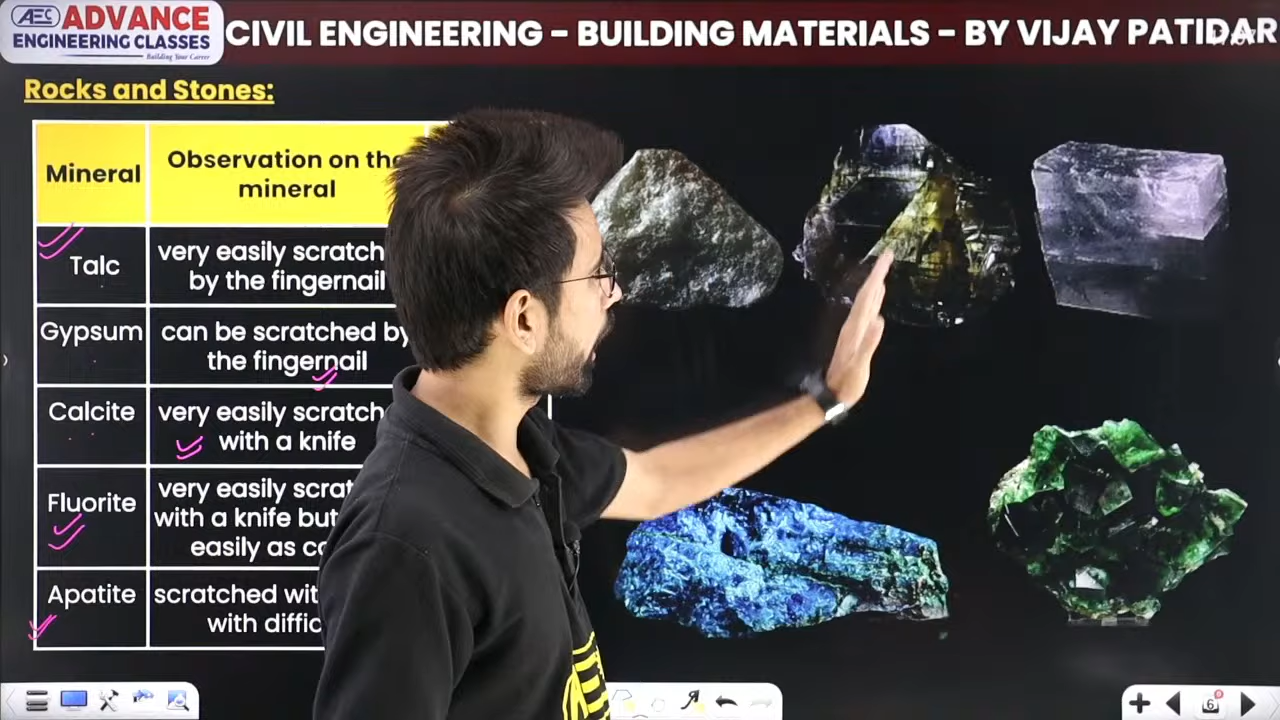 AEC ADVANCE
ENGINEERING CLASSES
Building Your Career
CIVIL ENGINEERING - BUILDING MATERIALS - BY VIJAY PATIDAR
Rocks and Stones:
Mineral
Observation on the
mineral
Talc
very easily scratch
by the fingernail
Gypsum
can be scratched by
the fingernail
Calcite
very easily scratch
with a knife
Fluorite
very easily scrat
with a knife but
easily as c
Apatite
scratched wit
with diffic
6